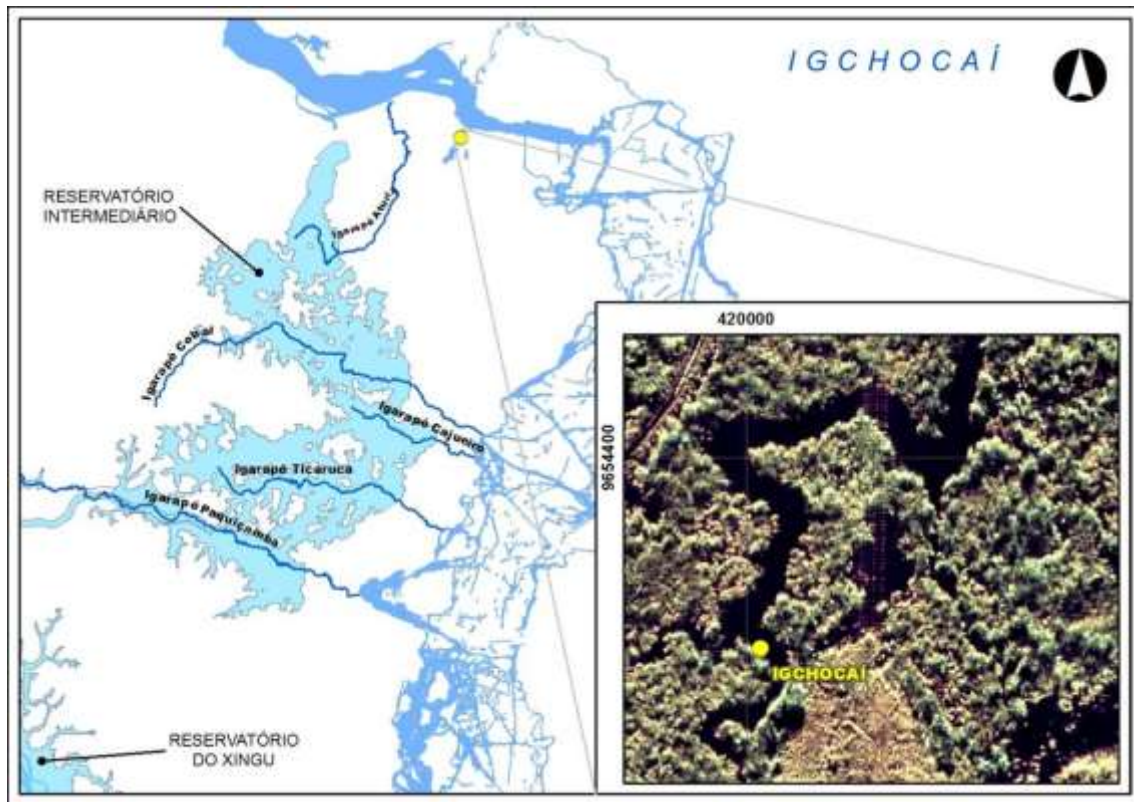 IGCHOCAÍ
RESERVATÓRIO
INTERMEDIÁRIO
Igarapé Cobal
Igarapé Cajueiro
Igarapé Ticaruca
Igarapé Paquiçamba
420000
9654400
IGCHOCAÍ
RESERVATÓRIO
DO XINGU